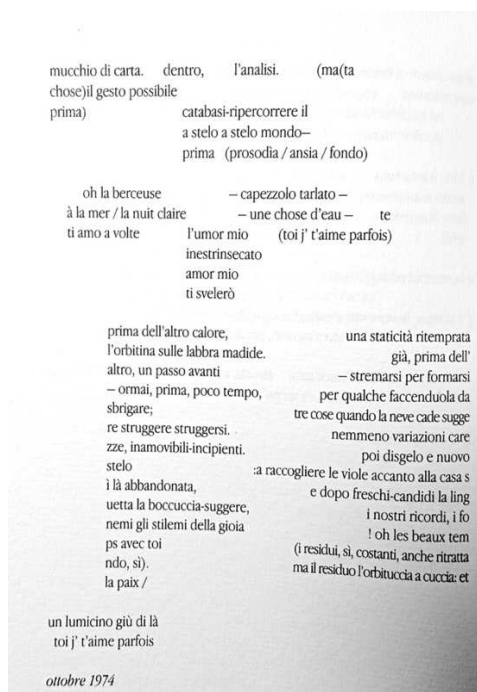 mucchio di carta. dentro, l'analisi. (ma(ta
chose)il gesto possibile
prima) catabasi-ripercorrere il
a stelo a stelo mondo–
prima (prosodìa / ansia / fondo)
oh la berceuse – capezzolo tarlato –
à la mer / la nuit claire – une chose d'eau – te
ti amo a volte l'umor mio (toi j' t'aime parfois)
inestrinsecato
amor mio
ti svelerò
prima dell'altro calore, una staticità ritemprata
l'orbitina sulle labbra madide. già, prima dell'
altro, un passo avanti – stremarsi per formarsi
– ormai, prima, poco tempo, per qualche faccenduola da
sbrigare; tre cose quando la neve cade sugge
re struggere struggersi. nemmeno variazioni care
zze, inamovibili-incipienti. poi disgelo e nuovo
stelo :a raccogliere le viole accanto alla casa s
ì là abbandonata, e dopo freschi-candidi la ling
uetta la boccuccia-suggere, i nostri ricordi, i fo
nemi gli stilemi della gioia ! oh les beaux tem
ps avec toi (i residui, sì, costanti, anche ritratta
ndo, sì). ma il residuo l'orbituccia a cuccia: et
la paix /
un lumicino giù di là
toi j' t'aime parfois
ottobre 1974